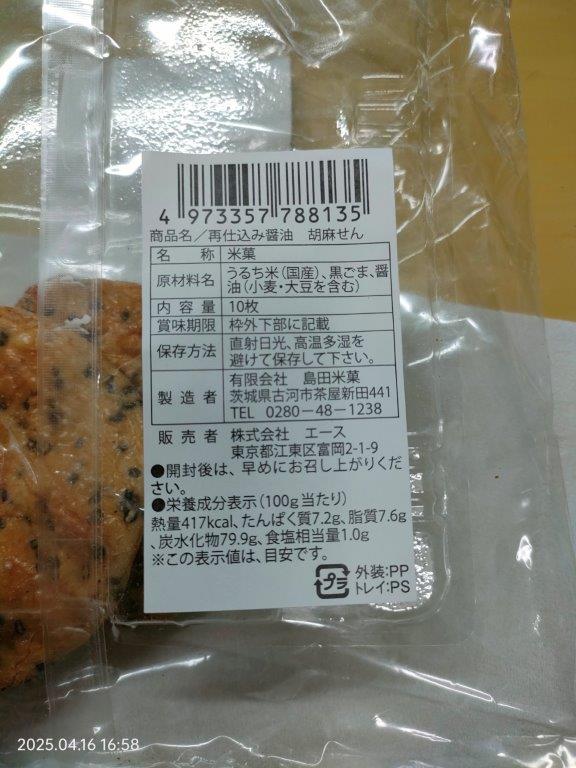 4 973357 788135
商品名／再仕込み醤油 胡麻せん
名 称 米菓
原材料名 うるち米(国産)、黒ごま、醤
油(小麦・大豆を含む)
内 容 量 10枚
賞味期限 枠外下部に記載
保存方法 直射日光、高温多湿を
避けて保存して下さい。
製 造 者 有限会社 島田米菓
茨城県古河市茶屋新田441
TEL 0280－48－1238
販 売 者 株式会社 エース
東京都江東区富岡2-1-9
●開封後は、早めにお召し上がりくだ
さい。
●栄養成分表示(100g当たり)
熱量417kcal、たんぱく質7.2g、脂質7.6g
、炭水化物79.9g、食塩相当量1.0g
※この表示値は、目安です。
プラ 外装:PP
トレイ:PS
2025.04.16 16:58